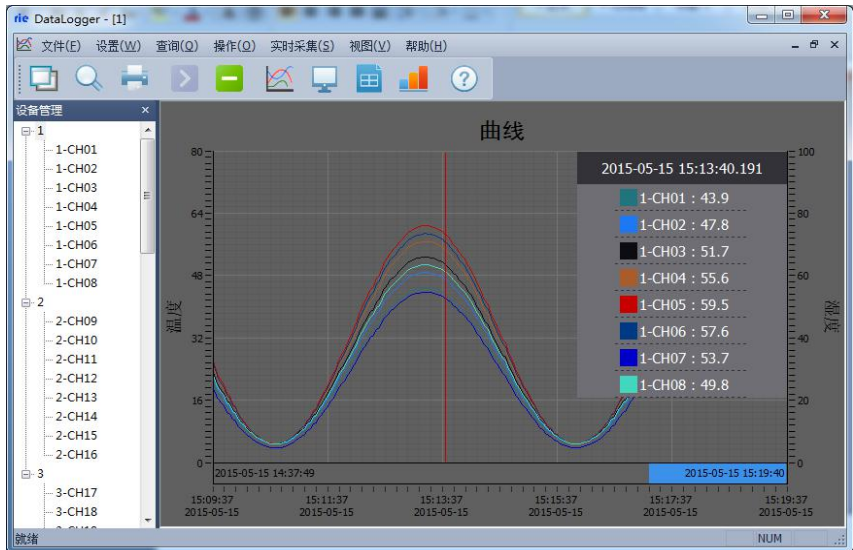 rie DataLogger - [1]
文件(F) 设置(W) 查询(Q) 操作(O) 实时采集(S) 视图(V) 帮助(H)
设备管理
曲线
1
1-CH01
1-CH02
1-CH03
1-CH04
1-CH05
1-CH06
1-CH07
1-CH08
2
2-CH09
2-CH10
2-CH11
2-CH12
2-CH13
2-CH14
2-CH15
2-CH16
3
3-CH17
3-CH18
80
64
48
32
16
0
温度
2015-05-15 15:13:40.191
1-CH01 : 43.9
1-CH02 : 47.8
1-CH03 : 51.7
1-CH04 : 55.6
1-CH05 : 59.5
1-CH06 : 57.6
1-CH07 : 53.7
1-CH08 : 49.8
100
80
60
40
20
0
湿度
2015-05-15 14:37:49
2015-05-15 15:19:40
15:09:37 15:11:37 15:13:37 15:15:37 15:17:37 15:19:37
2015-05-15 2015-05-15 2015-05-15 2015-05-15 2015-05-15 2015-05-15
就绪
NUM